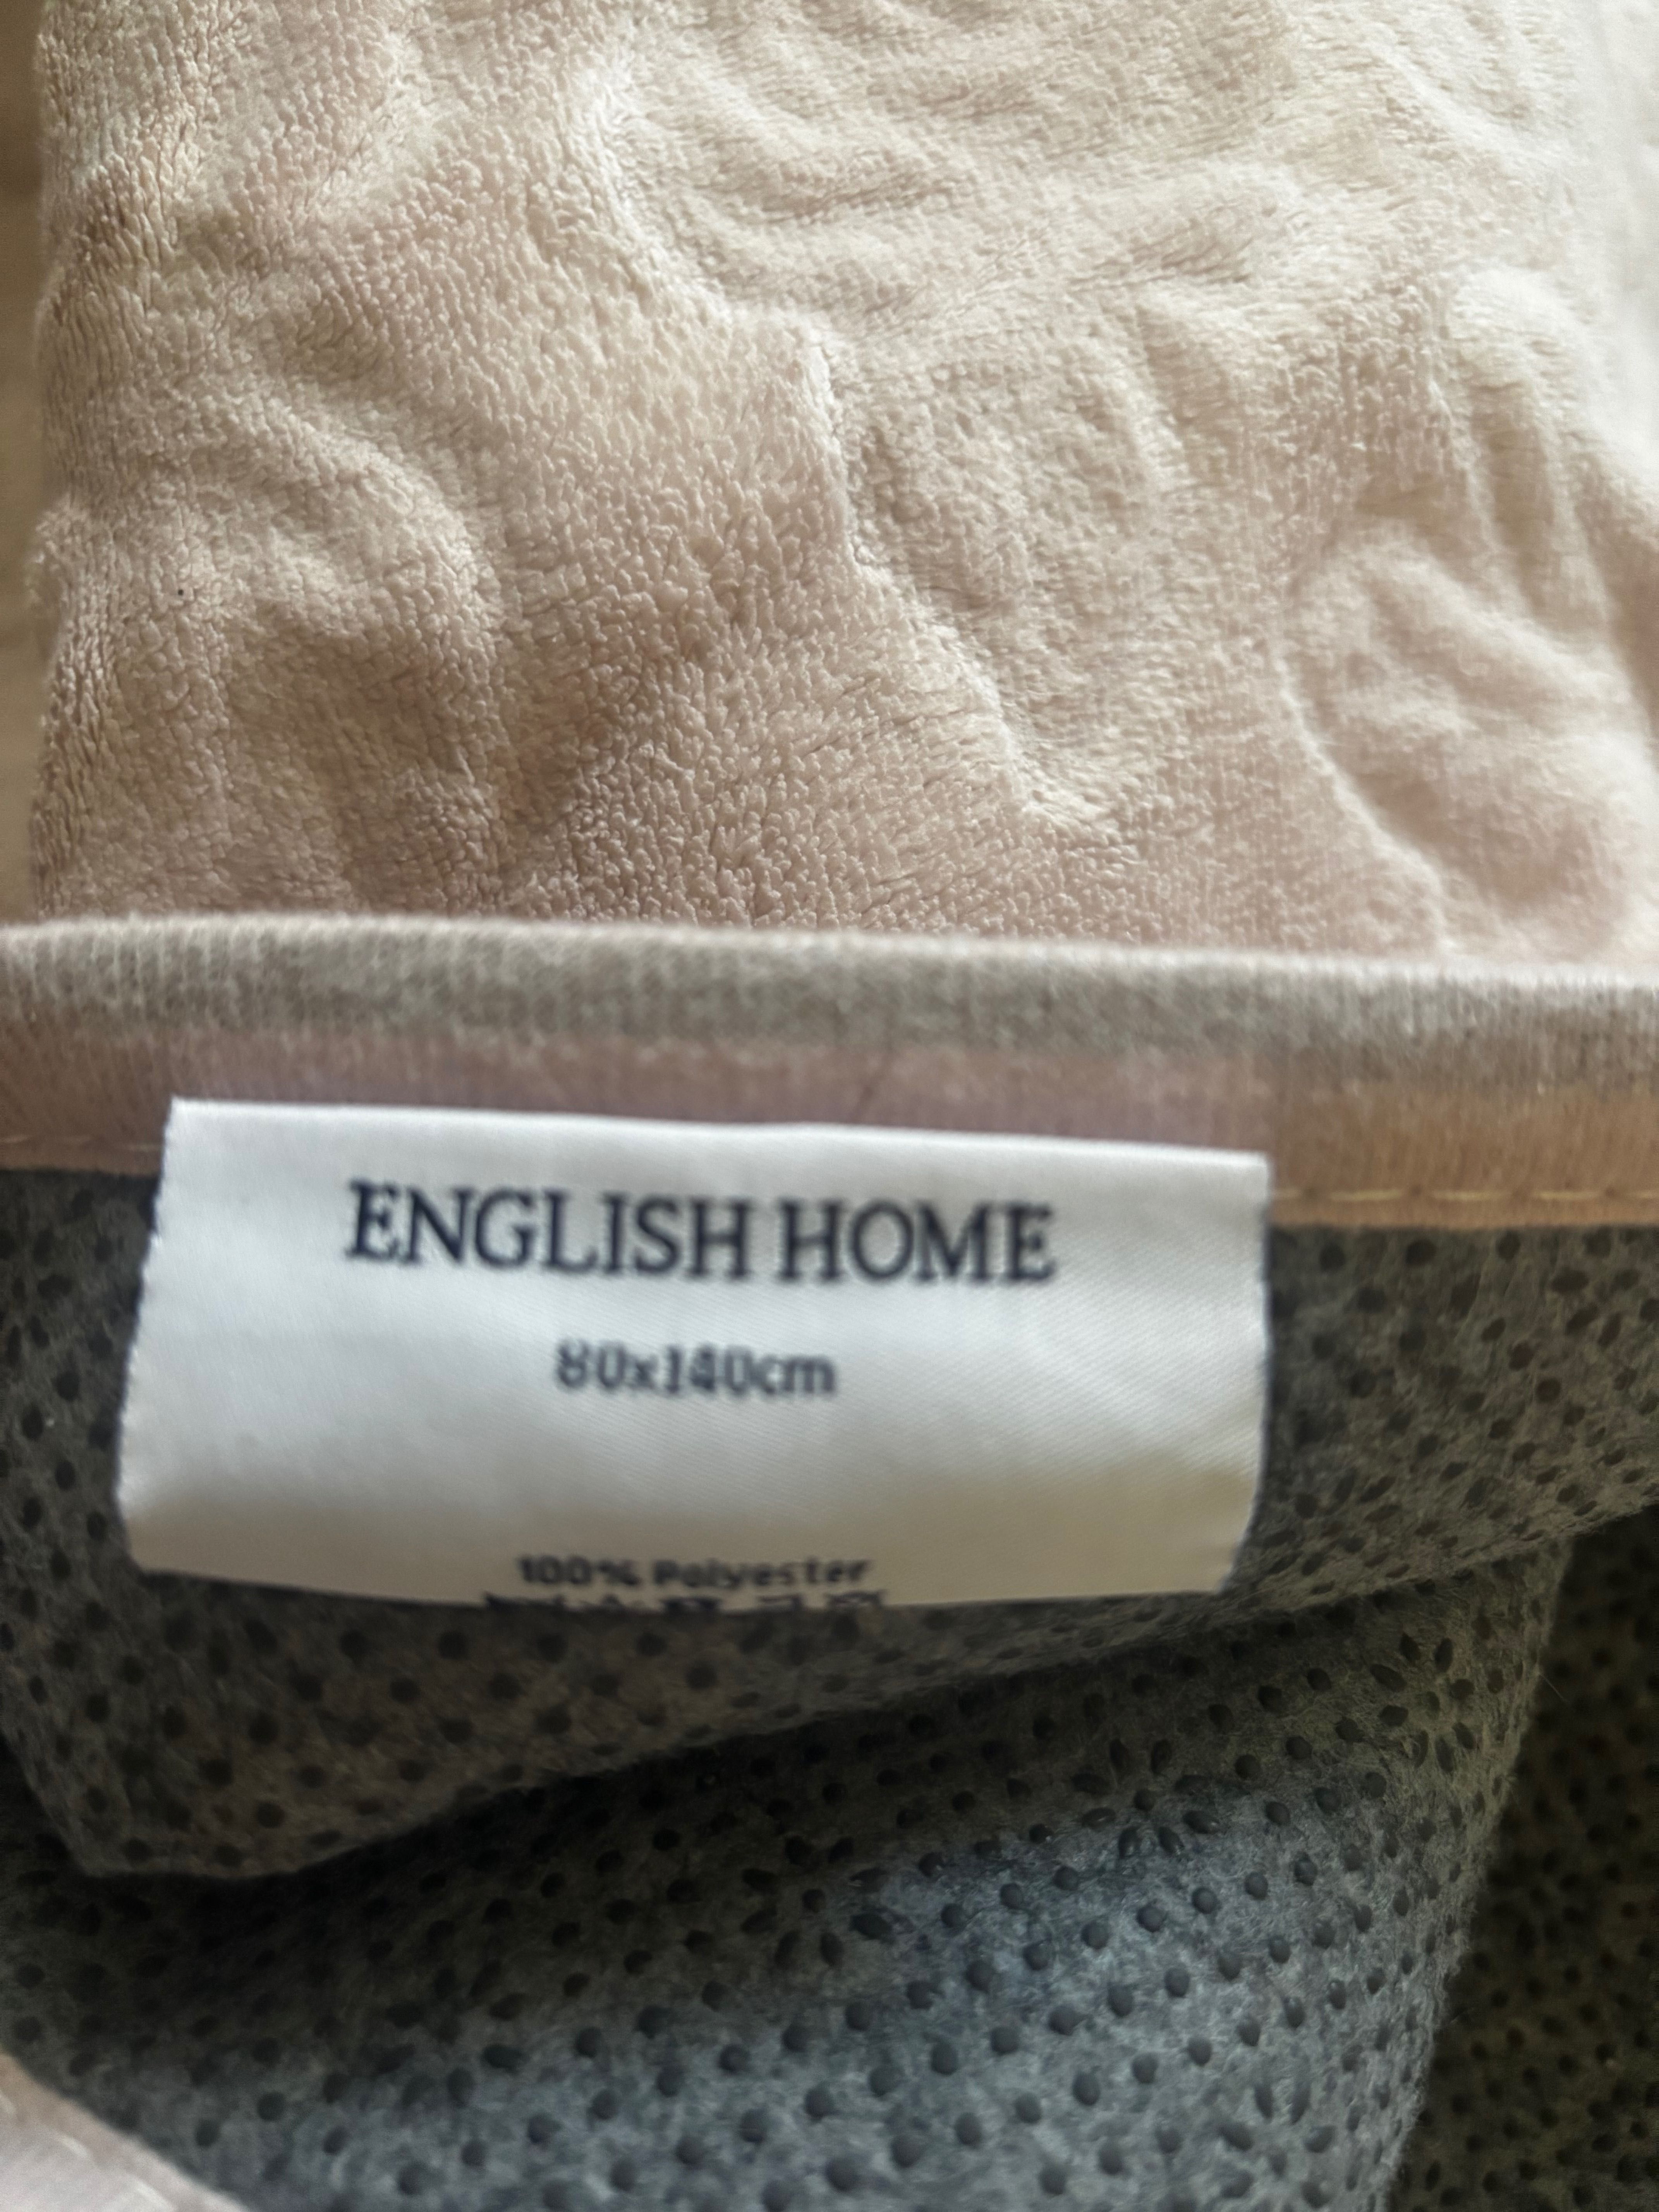 ENGLISH HOME
80x140cm
100% Polyester